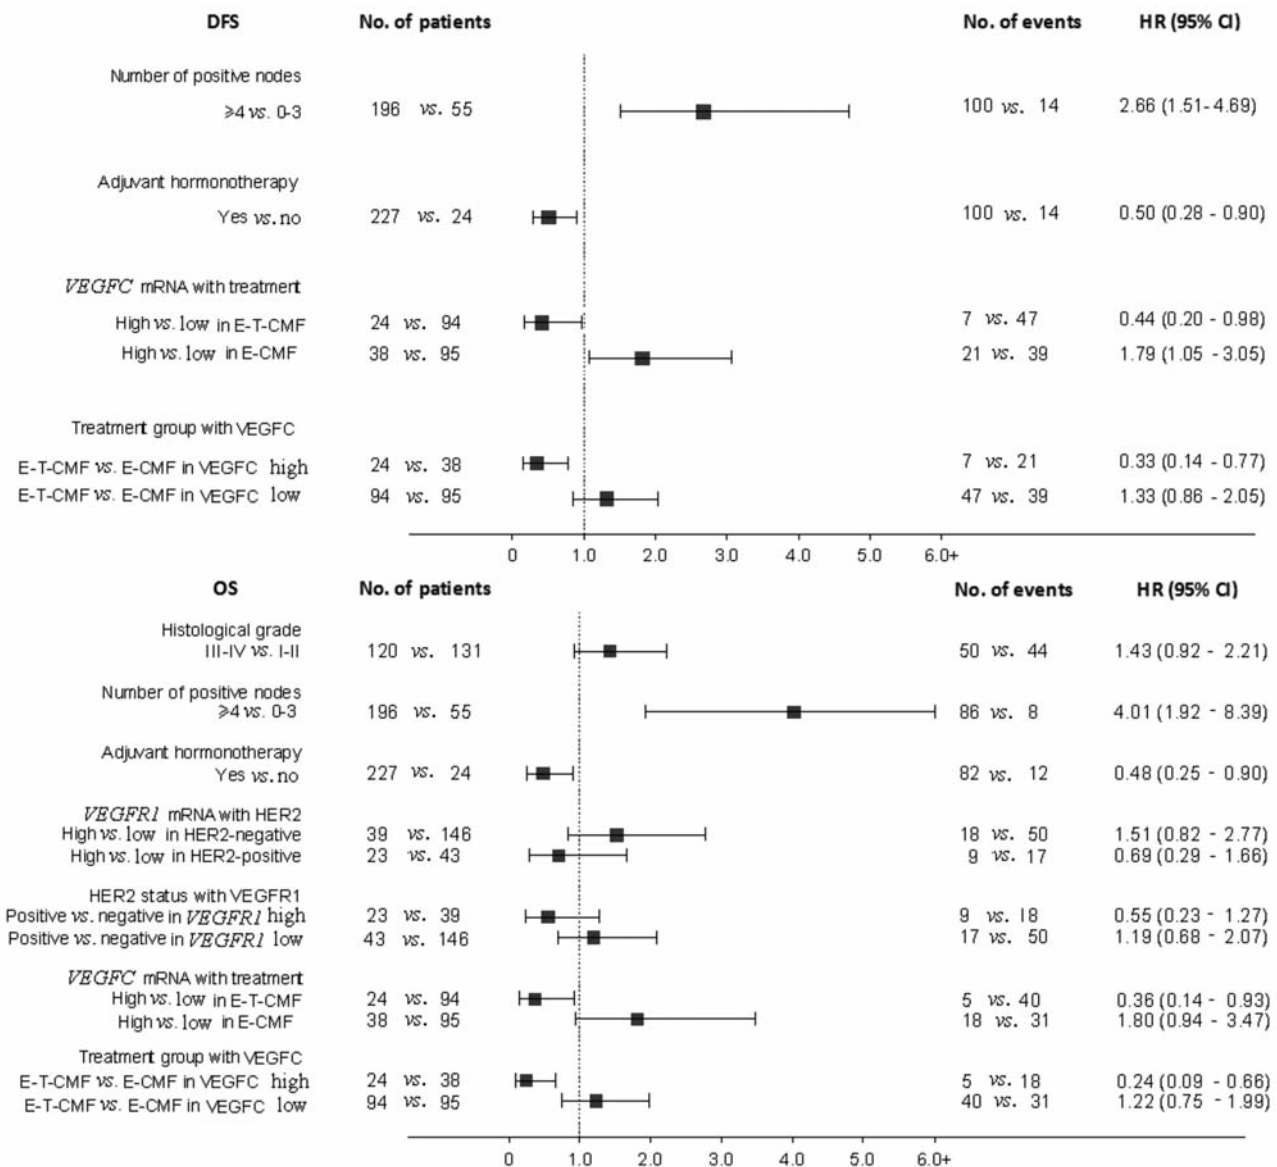 DFS No. of patients No. of events HR (95% CI)
Number of positive nodes
≥4 vs. 0-3 196 vs. 55 100 vs. 14 2.66 (1.51-4.69)
Adjuvant hormonotherapy
Yes vs. no 227 vs. 24 100 vs. 14 0.50 (0.28 - 0.90)
VEGFC mRNA with treatment
High vs. low in E-T-CMF 24 vs. 94 7 vs. 47 0.44 (0.20 - 0.98)
High vs. low in E-CMF 38 vs. 95 21 vs. 39 1.79 (1.05 - 3.05)
Treatment group with VEGFC
E-T-CMF vs. E-CMF in VEGFC high 24 vs. 38 7 vs. 21 0.33 (0.14 - 0.77)
E-T-CMF vs. E-CMF in VEGFC low 94 vs. 95 47 vs. 39 1.33 (0.86 - 2.05)
0 1.0 2.0 3.0 4.0 5.0 6.0+
OS No. of patients No. of events HR (95% CI)
Histological grade
III-IV vs. I-II 120 vs. 131 50 vs. 44 1.43 (0.92 - 2.21)
Number of positive nodes
≥4 vs. 0-3 196 vs. 55 86 vs. 8 4.01 (1.92 - 8.39)
Adjuvant hormonotherapy
Yes vs. no 227 vs. 24 82 vs. 12 0.48 (0.25 - 0.90)
VEGFR1 mRNA with HER2
High vs. low in HER2-negative 39 vs. 146 18 vs. 50 1.51 (0.82 - 2.77)
High vs. low in HER2-positive 23 vs. 43 9 vs. 17 0.69 (0.29 - 1.66)
HER2 status with VEGFR1
Positive vs. negative in VEGFR1 high 23 vs. 39 9 vs. 18 0.55 (0.23 - 1.27)
Positive vs. negative in VEGFR1 low 43 vs. 146 17 vs. 50 1.19 (0.68 - 2.07)
VEGFC mRNA with treatment
High vs. low in E-T-CMF 24 vs. 94 5 vs. 40 0.36 (0.14 - 0.93)
High vs. low in E-CMF 38 vs. 95 18 vs. 31 1.80 (0.94 - 3.47)
Treatment group with VEGFC
E-T-CMF vs. E-CMF in VEGFC high 24 vs. 38 5 vs. 18 0.24 (0.09 - 0.66)
E-T-CMF vs. E-CMF in VEGFC low 94 vs. 95 40 vs. 31 1.22 (0.75 - 1.99)
0 1.0 2.0 3.0 4.0 5.0 6.0+